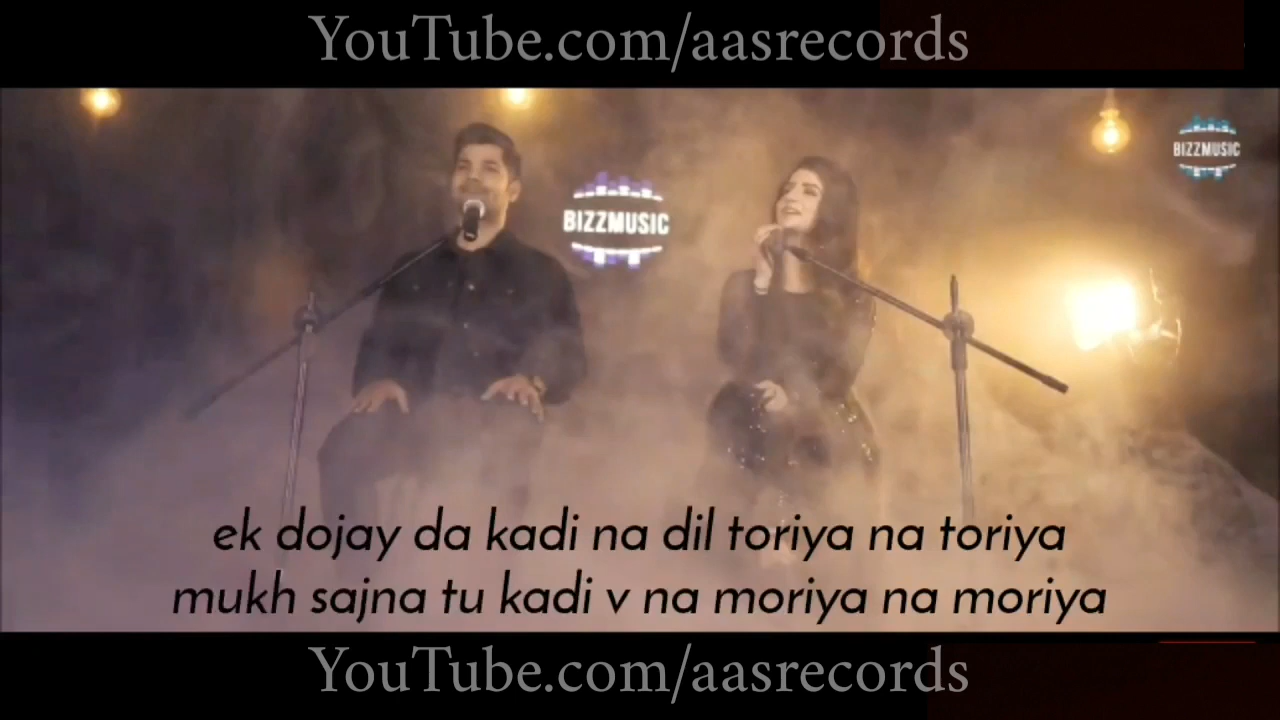 YouTube.com/aasrecords
BIZZMUSIC
BIZZMUSIC
ek dojay da kadi na dil toriya na toriya
mukh sajna tu kadi v na moriya na moriya
YouTube.com/aasrecords